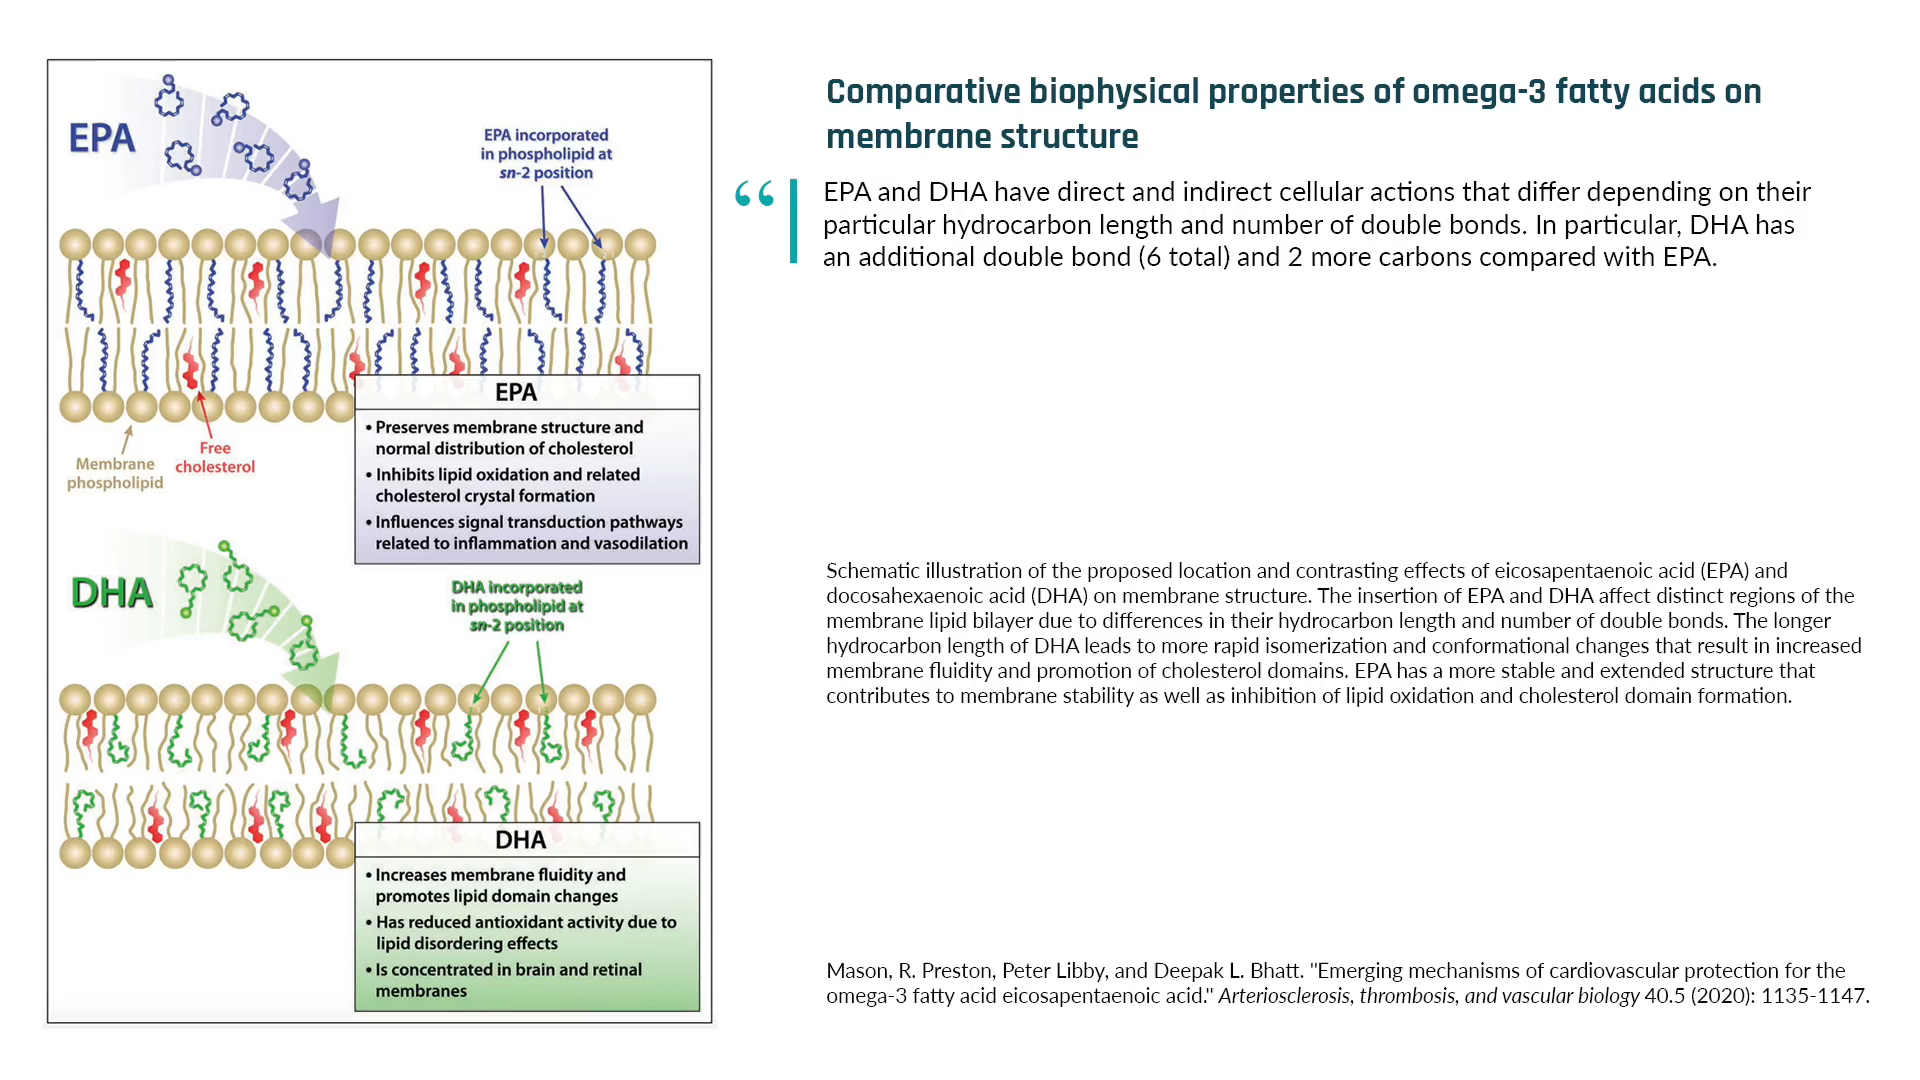 EPA
EPA incorporated
in phospholipid at
sn-2 position
Membrane
phospholipid
Free
cholesterol
EPA
• Preserves membrane structure and
normal distribution of cholesterol
• Inhibits lipid oxidation and related
cholesterol crystal formation
• Influences signal transduction pathways
related to inflammation and vasodilation
DHA
DHA incorporated
in phospholipid at
sn-2 position
DHA
• Increases membrane fluidity and
promotes lipid domain changes
• Has reduced antioxidant activity due to
lipid disordering effects
• Is concentrated in brain and retinal
membranes
Comparative biophysical properties of omega-3 fatty acids on
membrane structure
“ EPA and DHA have direct and indirect cellular actions that differ depending on their
particular hydrocarbon length and number of double bonds. In particular, DHA has
an additional double bond (6 total) and 2 more carbons compared with EPA.
Schematic illustration of the proposed location and contrasting effects of eicosapentaenoic acid (EPA) and
docosahexaenoic acid (DHA) on membrane structure. The insertion of EPA and DHA affect distinct regions of the
membrane lipid bilayer due to differences in their hydrocarbon length and number of double bonds. The longer
hydrocarbon length of DHA leads to more rapid isomerization and conformational changes that result in increased
membrane fluidity and promotion of cholesterol domains. EPA has a more stable and extended structure that
contributes to membrane stability as well as inhibition of lipid oxidation and cholesterol domain formation.
Mason, R. Preston, Peter Libby, and Deepak L. Bhatt. "Emerging mechanisms of cardiovascular protection for the
omega-3 fatty acid eicosapentaenoic acid." Arteriosclerosis, thrombosis, and vascular biology 40.5 (2020): 1135-1147.